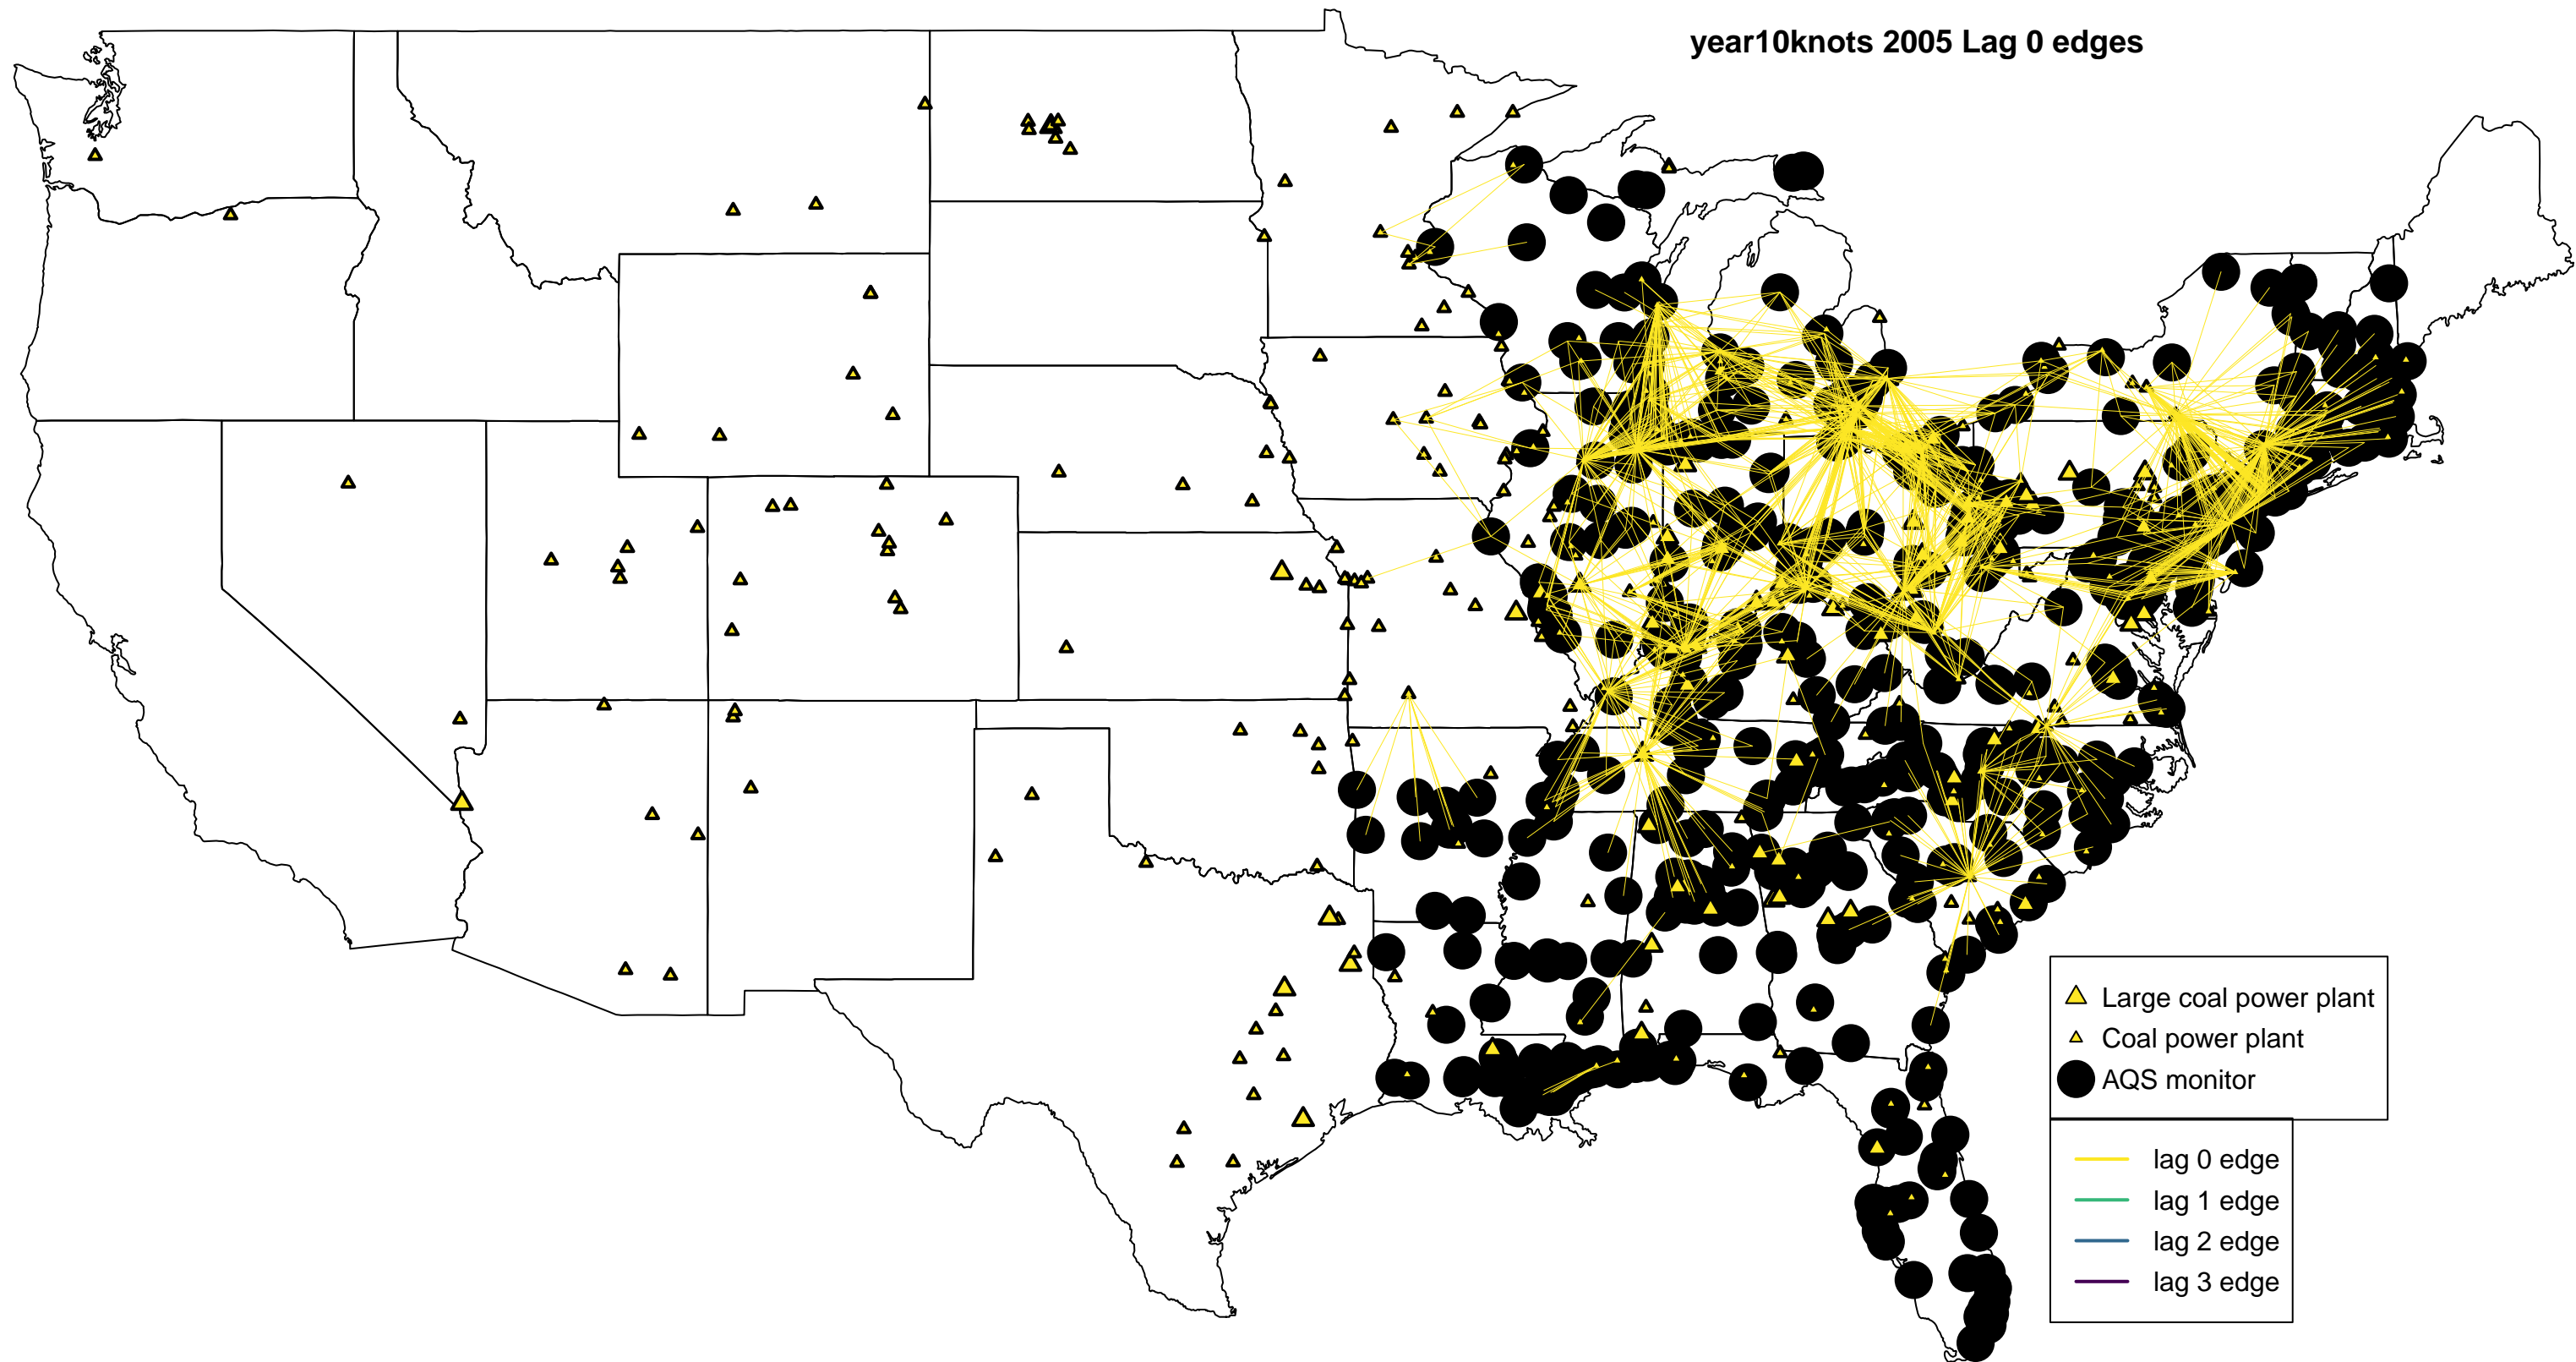 year10knots 2005 Lag 0 edges
Large coal power plant
Coal power plant
AQS monitor
lag 0 edge
lag 1 edge
lag 2 edge
lag 3 edge